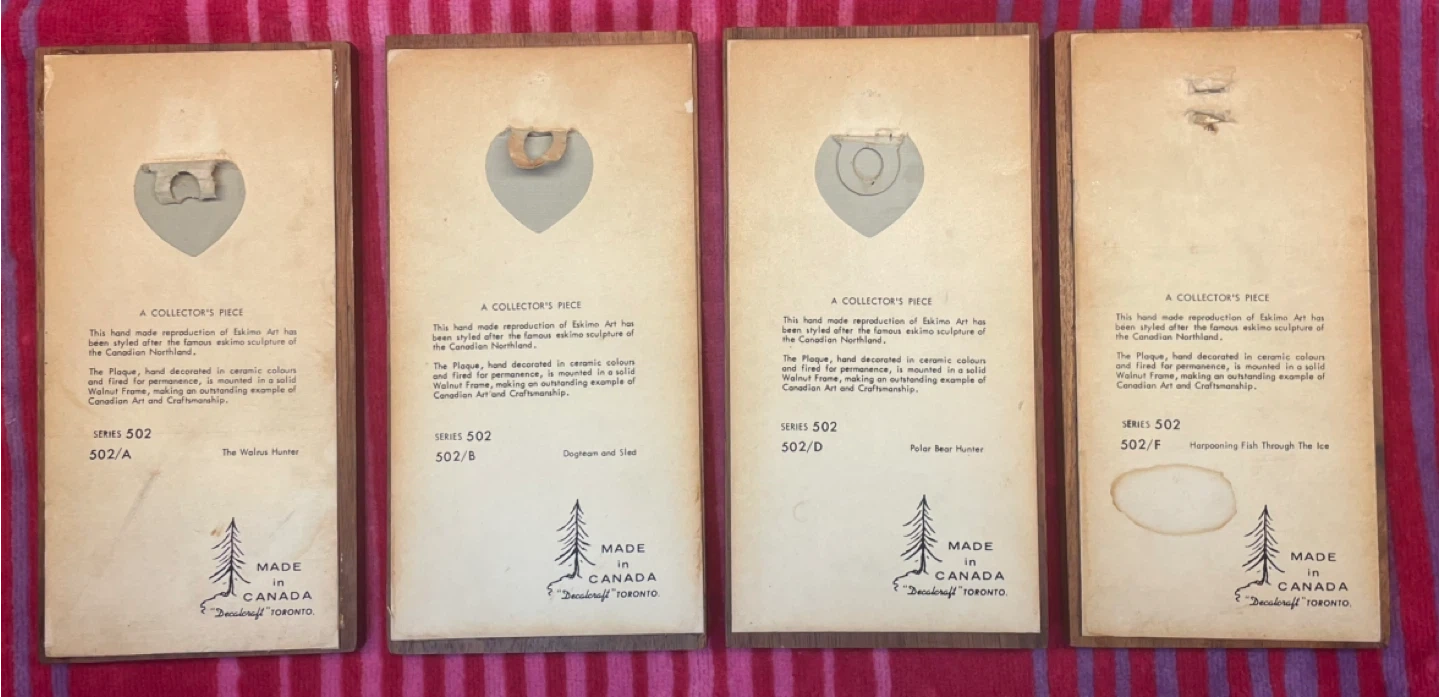 A COLLECTOR'S PIECE
This hand made reproduction of Eskimo Art has
been styled after the famous eskimo sculpture of
the Canadian Northland.
The Plaque, hand decorated in ceramic colours
and fired for permanence, is mounted in a solid
Walnut Frame, making an outstanding example of
Canadian Art and Craftsmanship.
SERIES 502
502/A The Walrus Hunter
MADE
in
CANADA
"Decalcraft" TORONTO.
A COLLECTOR'S PIECE
This hand made reproduction of Eskimo Art has
been styled after the famous eskimo sculpture of
the Canadian Northland.
The Plaque, hand decorated in ceramic colours
and fired for permanence, is mounted in a solid
Walnut Frame, making an outstanding example of
Canadian Art and Craftsmanship.
SERIES 502
502/B Dogteam and Sled
MADE
in
CANADA
"Decalcraft" TORONTO.
A COLLECTOR'S PIECE
This hand made reproduction of Eskimo Art has
been styled after the famous eskimo sculpture of
the Canadian Northland.
The Plaque, hand decorated in ceramic colours
and fired for permanence, is mounted in a solid
Walnut Frame, making an outstanding example of
Canadian Art and Craftsmanship.
SERIES 502
502/D Polar Bear Hunter
MADE
in
CANADA
"Decalcraft" TORONTO.
A COLLECTOR'S PIECE
This hand made reproduction of Eskimo Art has
been styled after the famous eskimo sculpture of
the Canadian Northland.
The Plaque, hand decorated in ceramic colours
and fired for permanence, is mounted in a solid
Walnut Frame, making an outstanding example of
Canadian Art and Craftsmanship.
SERIES 502
502/F Harpooning Fish Through The Ice
MADE
in
CANADA
"Decalcraft" TORONTO.